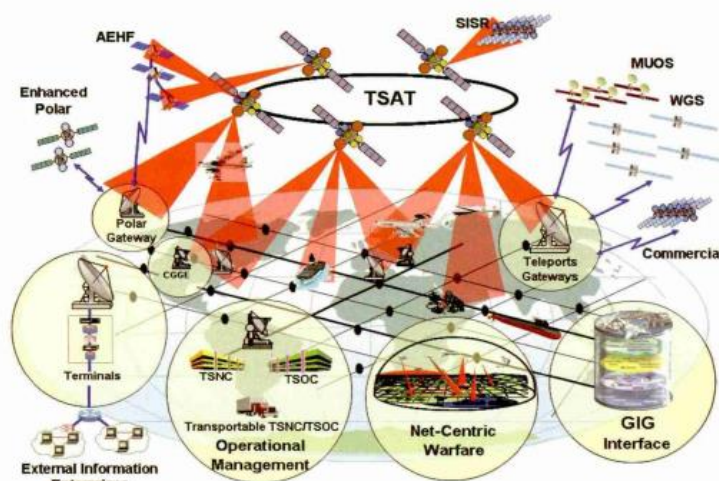 AEHF
SISR
TSAT
MUOS
WGS
Enhanced
Polar
Polar
Gateway
CGGE
Teleports
Gateways
Commercia
Terminals
TSNC
TSOC
Transportable TSNC/TSOC
Operational
Management
Net-Centric
Warfare
GIG
Interface
External Information